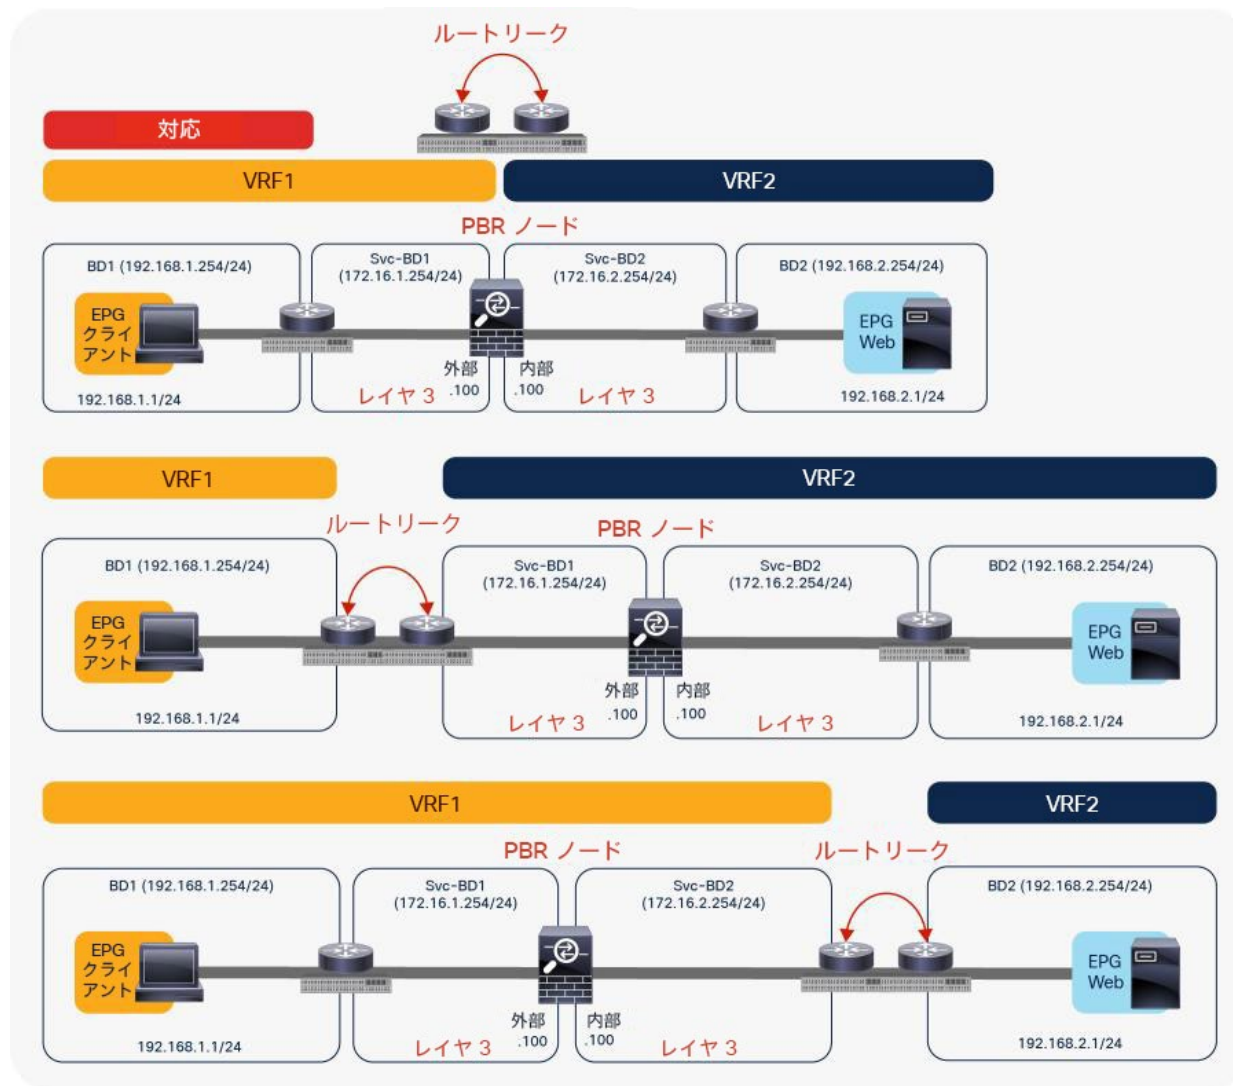 ルートリーク
対応
VRF1
VRF2
PBR ノード
BD1 (192.168.1.254/24)
Svc-BD1
(172.16.1.254/24)
Svc-BD2
(172.16.2.254/24)
BD2 (192.168.2.254/24)
EPG
クライ
アント
EPG
Web
外部
.100
内部
.100
レイヤ 3
レイヤ 3
192.168.1.1/24
192.168.2.1/24
VRF1
VRF2
ルートリーク
PBR ノード
BD1 (192.168.1.254/24)
Svc-BD1
(172.16.1.254/24)
Svc-BD2
(172.16.2.254/24)
BD2 (192.168.2.254/24)
EPG
クライ
アント
EPG
Web
外部
.100
内部
.100
レイヤ 3
レイヤ 3
192.168.1.1/24
192.168.2.1/24
VRF1
VRF2
PBR ノード
ルートリーク
BD1 (192.168.1.254/24)
Svc-BD1
(172.16.1.254/24)
Svc-BD2
(172.16.2.254/24)
BD2 (192.168.2.254/24)
EPG
クライ
アント
EPG
Web
外部
.100
内部
.100
レイヤ 3
レイヤ 3
192.168.1.1/24
192.168.2.1/24